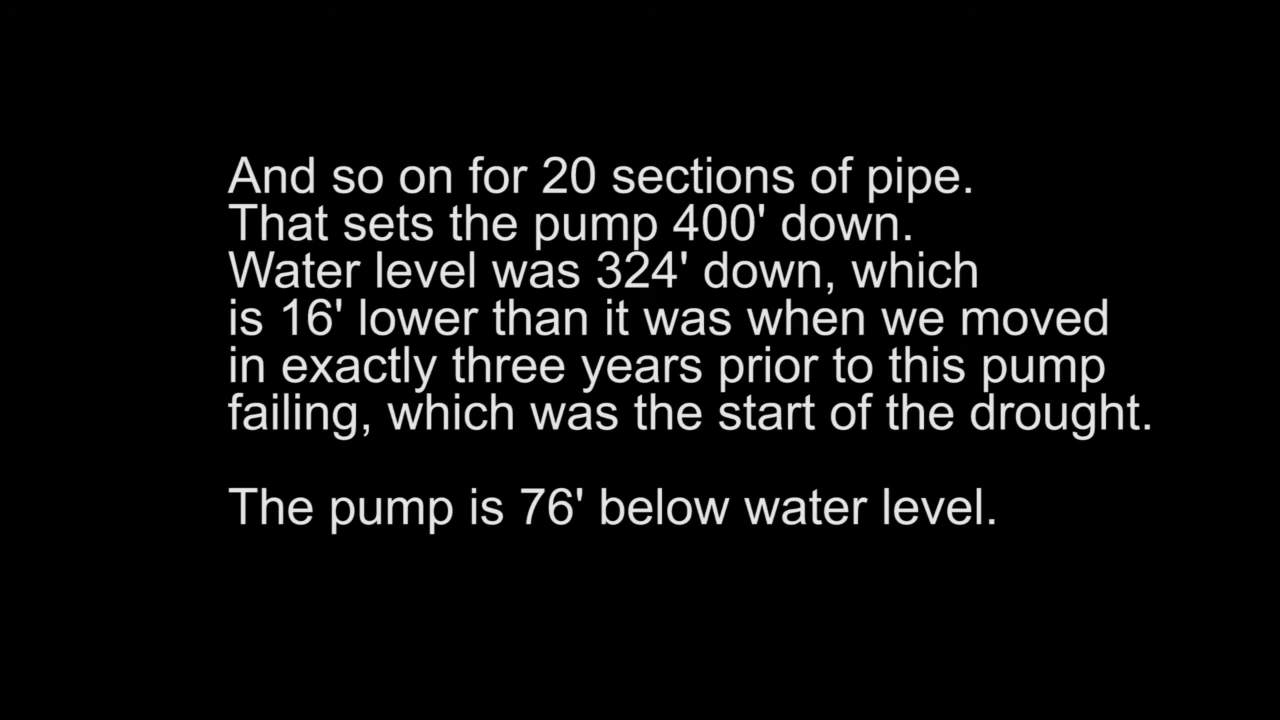 And so on for 20 sections of pipe.
That sets the pump 400' down.
Water level was 324' down, which
is 16' lower than it was when we moved
in exactly three years prior to this pump
failing, which was the start of the drought.
The pump is 76' below water level.